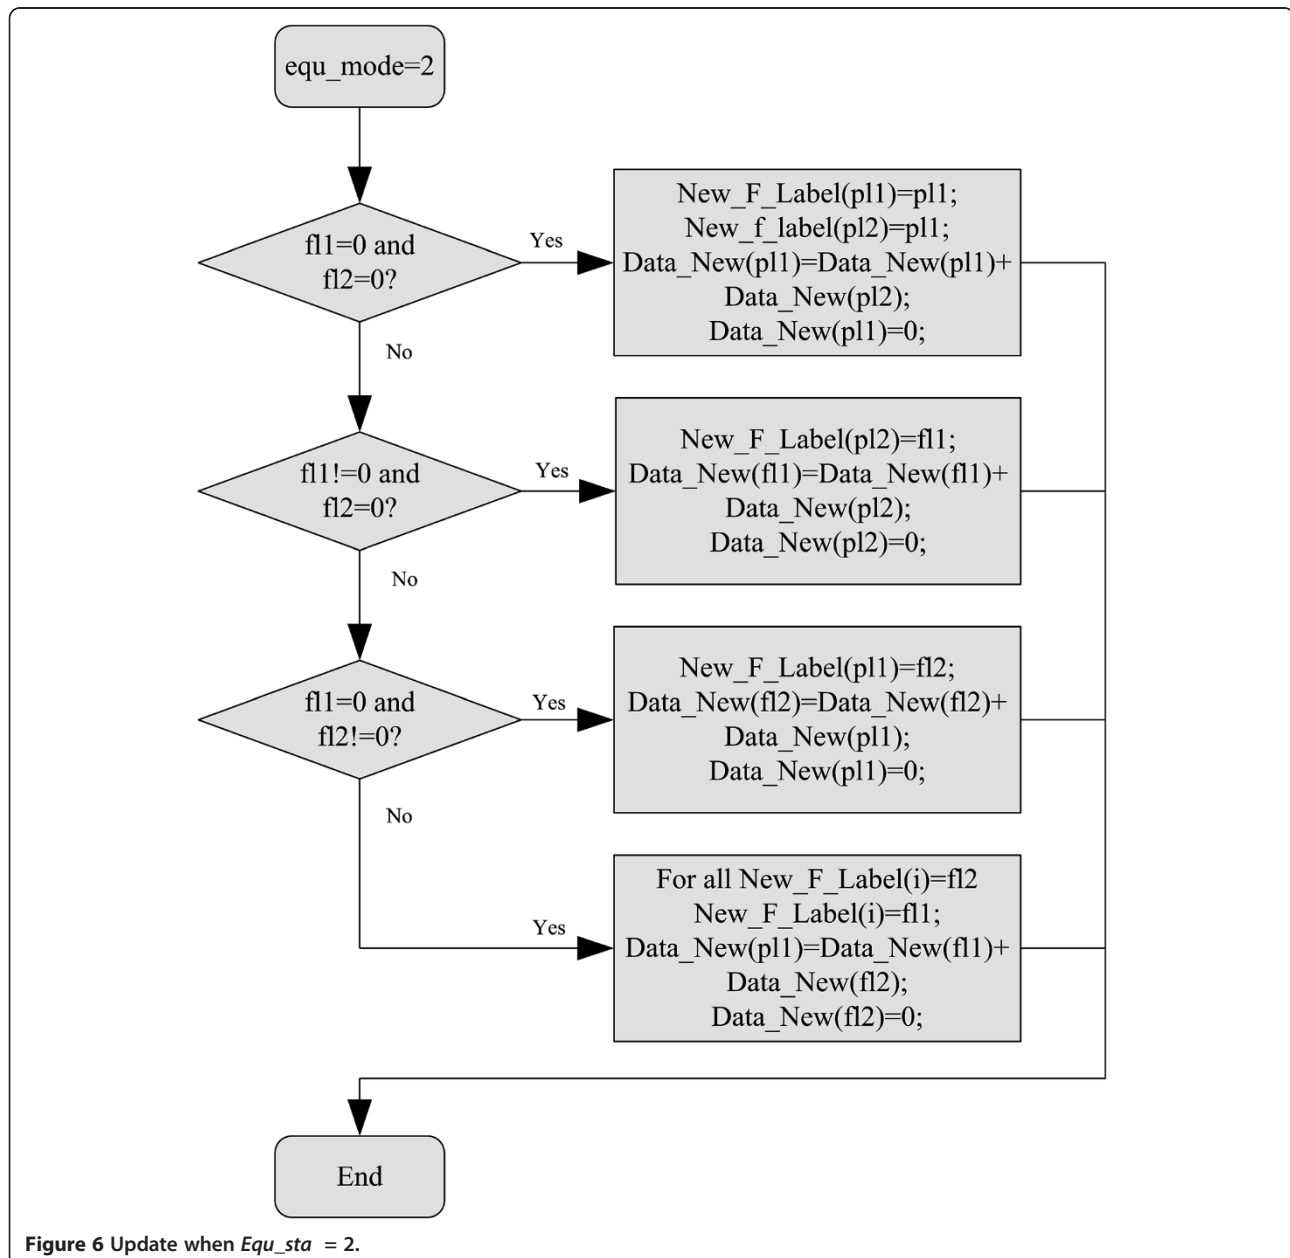 equ_mode=2
fl1=0 and
fl2=0?
Yes
New_F_Label(pl1)=pl1;
New_f_label(pl2)=pl1;
Data_New(pl1)=Data_New(pl1)+
Data_New(pl2);
Data_New(pl1)=0;
No
fl1!=0 and
fl2=0?
Yes
New_F_Label(pl2)=fl1;
Data_New(fl1)=Data_New(fl1)+
Data_New(pl2);
Data_New(pl2)=0;
No
fl1=0 and
fl2!=0?
Yes
New_F_Label(pl1)=fl2;
Data_New(fl2)=Data_New(fl2)+
Data_New(pl1);
Data_New(pl1)=0;
No
Yes
For all New_F_Label(i)=fl2
New_F_Label(i)=fl1;
Data_New(pl1)=Data_New(fl1)+
Data_New(fl2);
Data_New(fl2)=0;
End
Figure 6 Update when Equ_sta = 2.